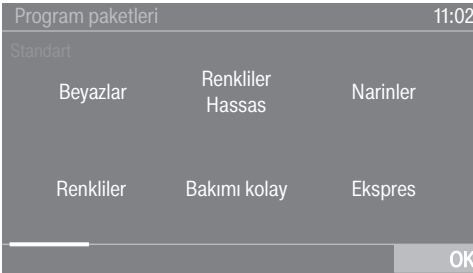 Program paketleri 11:02
Standart
Beyazlar
Renkliler
Hassas
Narinler
Renkliler
Bakımı kolay
Ekspres
OK